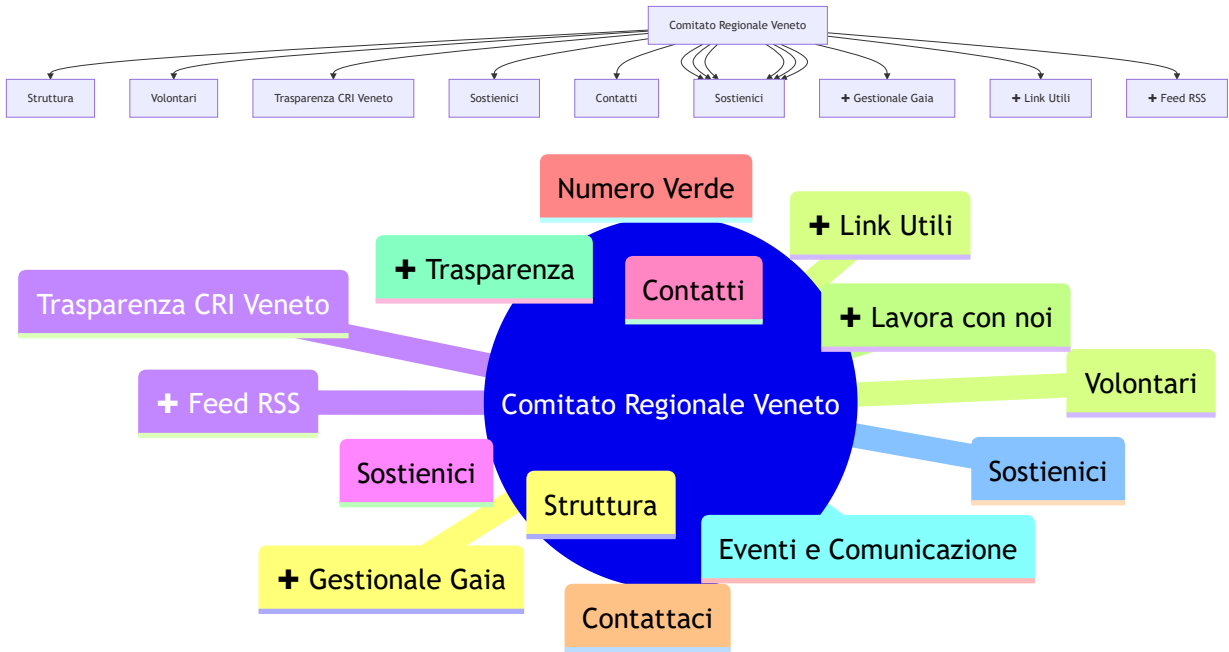 Comitato Regionale Veneto
Struttura
Volontari
Trasparenza CRI Veneto
Sostienici
Contatti
Sostienici
✚ Gestionale Gaia
✚ Link Utili
✚ Feed RSS
Numero Verde
✚ Link Utili
✚ Trasparenza
Contatti
Trasparenza CRI Veneto
✚ Lavora con noi
Volontari
✚ Feed RSS
Comitato Regionale Veneto
Sostienici
Sostienici
Struttura
Eventi e Comunicazione
✚ Gestionale Gaia
Contattaci